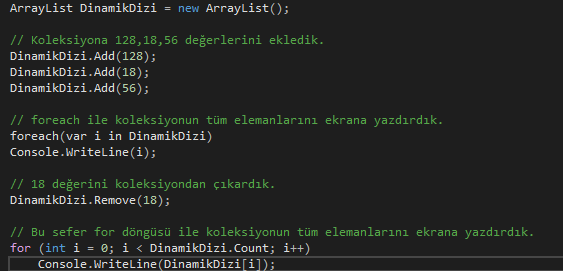 ArrayList DinamikDizi = new ArrayList();
// Koleksiyona 128,18,56 değerlerini ekledik.
DinamikDizi.Add(128);
DinamikDizi.Add(18);
DinamikDizi.Add(56);
// foreach ile koleksiyonun tüm elemanlarını ekrana yazdırdık.
foreach(var i in DinamikDizi)
Console.WriteLine(i);
// 18 değerini koleksiyondan çıkardık.
DinamikDizi.Remove(18);
// Bu sefer for döngüsü ile koleksiyonun tüm elemanlarını ekrana yazdırdık.
for (int i = 0; i < DinamikDizi.Count; i++)
    Console.WriteLine(DinamikDizi[i]);